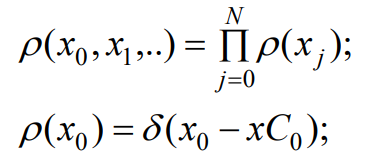 ρ(x₀, x₁,..) = ∏_{j=0}^{N} ρ(x_j);
ρ(x₀) = δ(x₀ − xC₀);